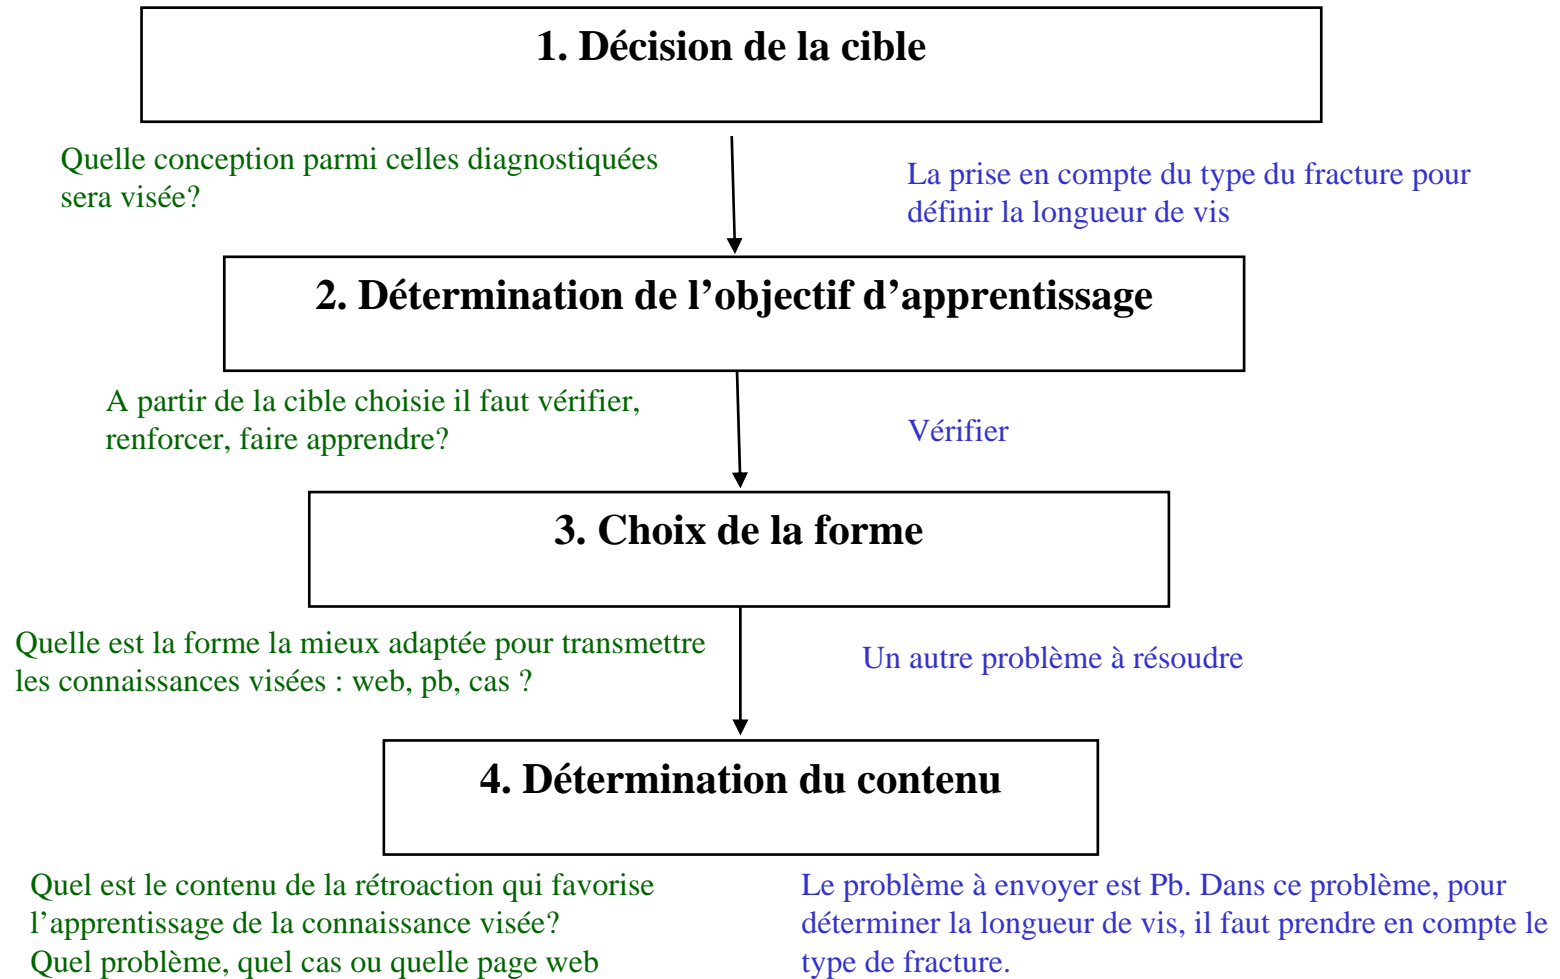 1. Décision de la cible
Quelle conception parmi celles diagnostiquées
sera visée?
La prise en compte du type du fracture pour
définir la longueur de vis
2. Détermination de l’objectif d’apprentissage
A partir de la cible choisie il faut vérifier,
renforcer, faire apprendre?
Vérifier
3. Choix de la forme
Quelle est la forme la mieux adaptée pour transmettre
les connaissances visées : web, pb, cas ?
Un autre problème à résoudre
4. Détermination du contenu
Quel est le contenu de la rétroaction qui favorise
l’apprentissage de la connaissance visée?
Quel problème, quel cas ou quelle page web
Le problème à envoyer est Pb. Dans ce problème, pour
déterminer la longueur de vis, il faut prendre en compte le
type de fracture.